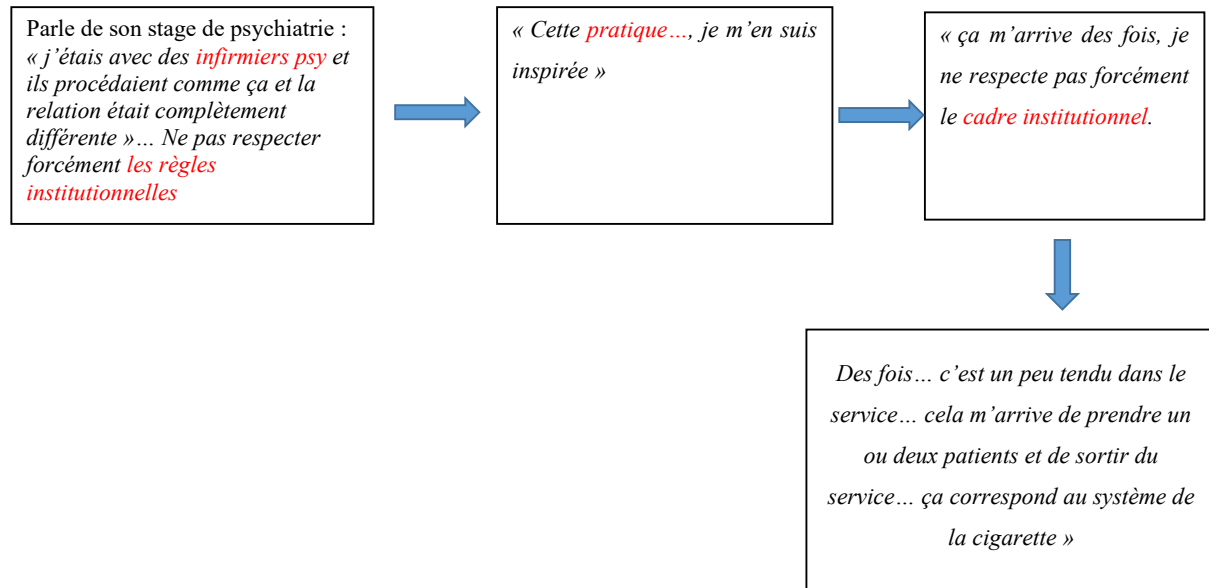 Parle de son stage de psychiatrie :
« j’étais avec des infirmiers psy et
ils procédaient comme ça et la
relation était complètement
différente »… Ne pas respecter
forcément les règles
institutionnelles
« Cette pratique…, je m’en suis
inspirée »
« ça m’arrive des fois, je
ne respecte pas forcément
le cadre institutionnel.
Des fois… c’est un peu tendu dans le
service… cela m’arrive de prendre un
ou deux patients et de sortir du
service… ça correspond au système de
la cigarette »